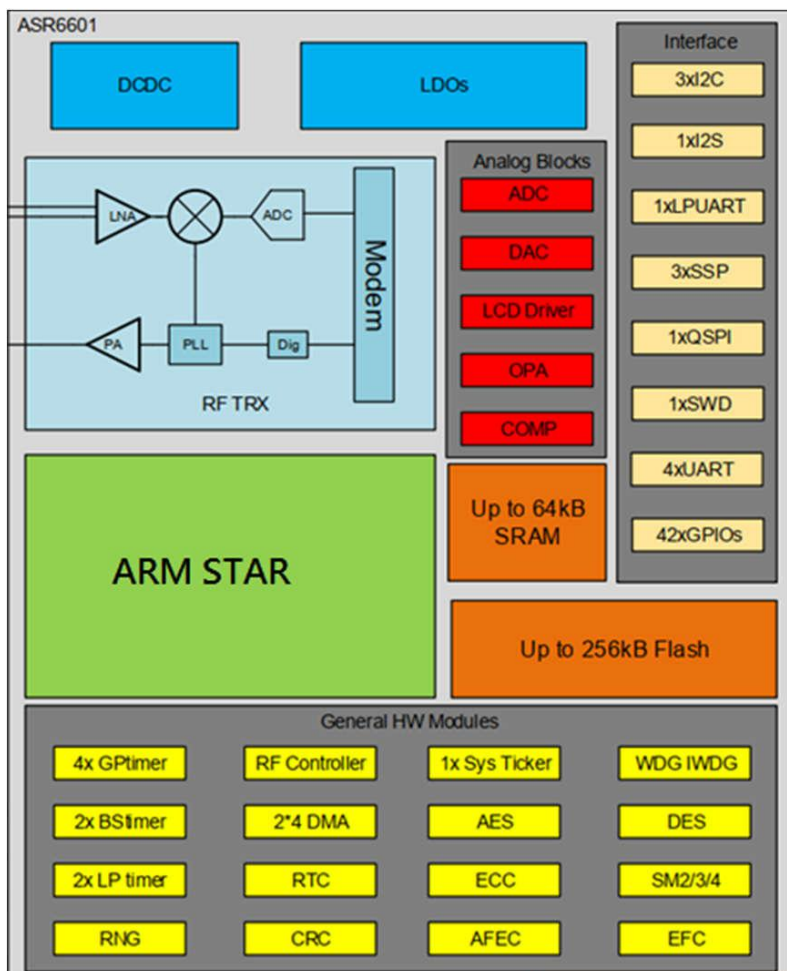 ASR6601
DCDC
LDOs
Interface
3xI2C
1xI2S
1xLPUART
3xSSP
1xQSPI
1xSWD
4xUART
42xGPIOs
LNA
ADC
Modem
PA
PLL
Dig
RF TRX
Analog Blocks
ADC
DAC
LCD Driver
OPA
COMP
ARM STAR
Up to 64kB
SRAM
Up to 256kB Flash
General HW Modules
4x GPtimer
RF Controller
1x Sys Ticker
WDG IWDG
2x BStimer
2*4 DMA
AES
DES
2x LP timer
RTC
ECC
SM2/3/4
RNG
CRC
AFEC
EFC